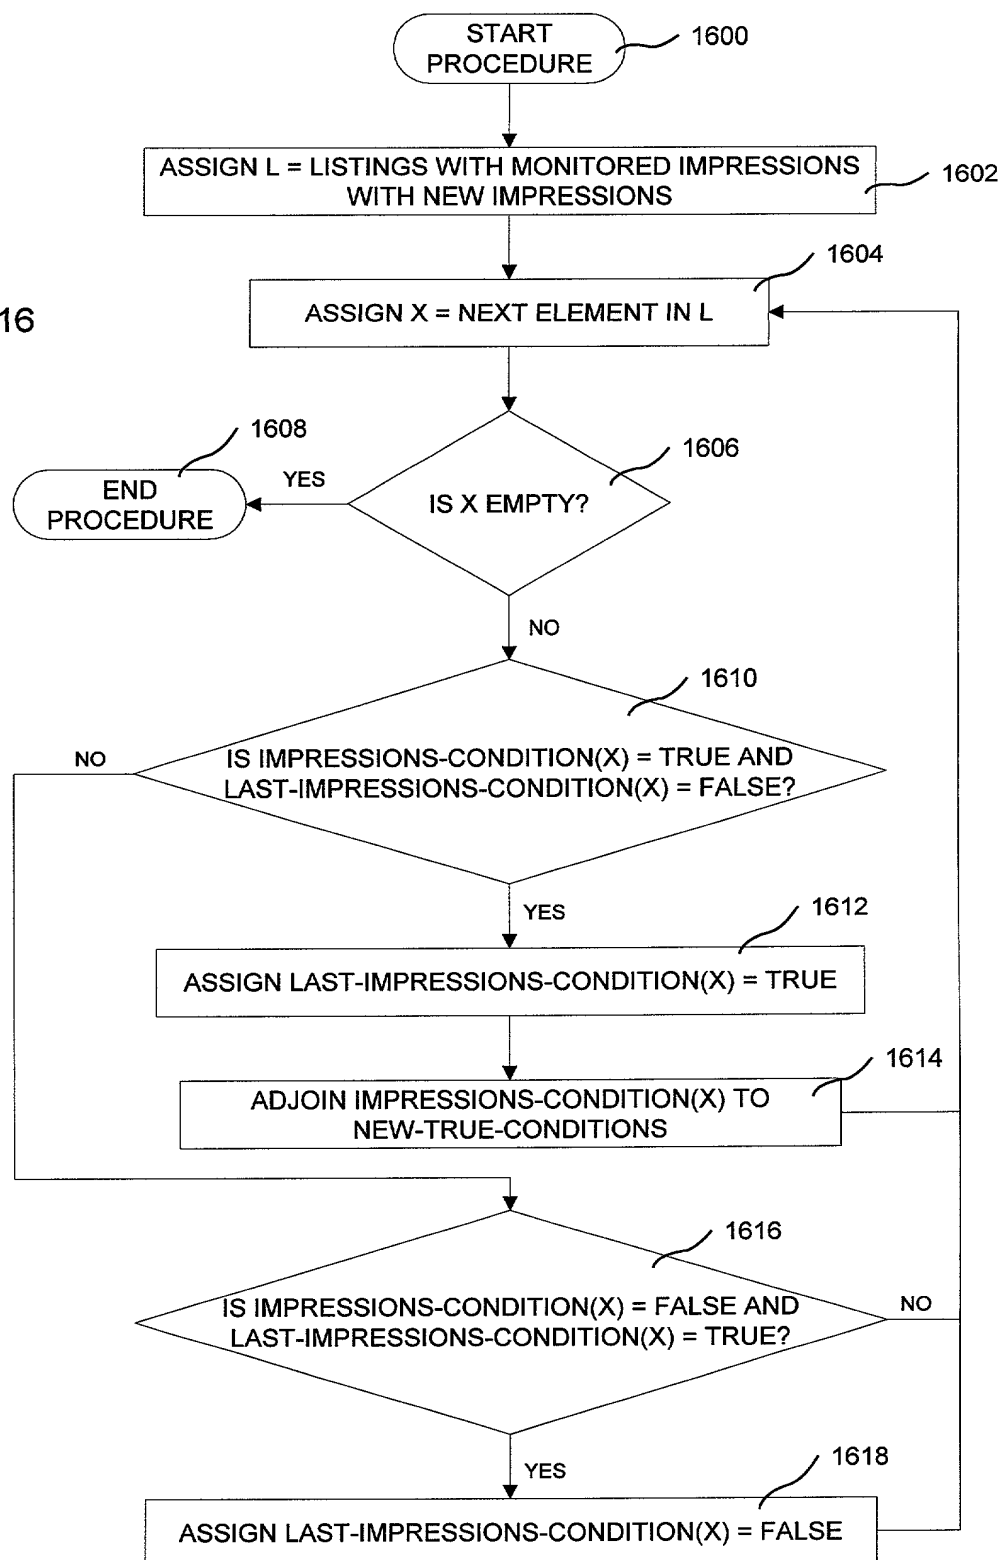 START
PROCEDURE
1600
ASSIGN L = LISTINGS WITH MONITORED IMPRESSIONS
WITH NEW IMPRESSIONS
1602
1604
16
ASSIGN X = NEXT ELEMENT IN L
1608
END
PROCEDURE
YES
1606
IS X EMPTY?
NO
1610
NO
IS IMPRESSIONS-CONDITION(X) = TRUE AND
LAST-IMPRESSIONS-CONDITION(X) = FALSE?
YES
1612
ASSIGN LAST-IMPRESSIONS-CONDITION(X) = TRUE
1614
ADJOIN IMPRESSIONS-CONDITION(X) TO
NEW-TRUE-CONDITIONS
1616
IS IMPRESSIONS-CONDITION(X) = FALSE AND
LAST-IMPRESSIONS-CONDITION(X) = TRUE?
NO
YES
1618
ASSIGN LAST-IMPRESSIONS-CONDITION(X) = FALSE